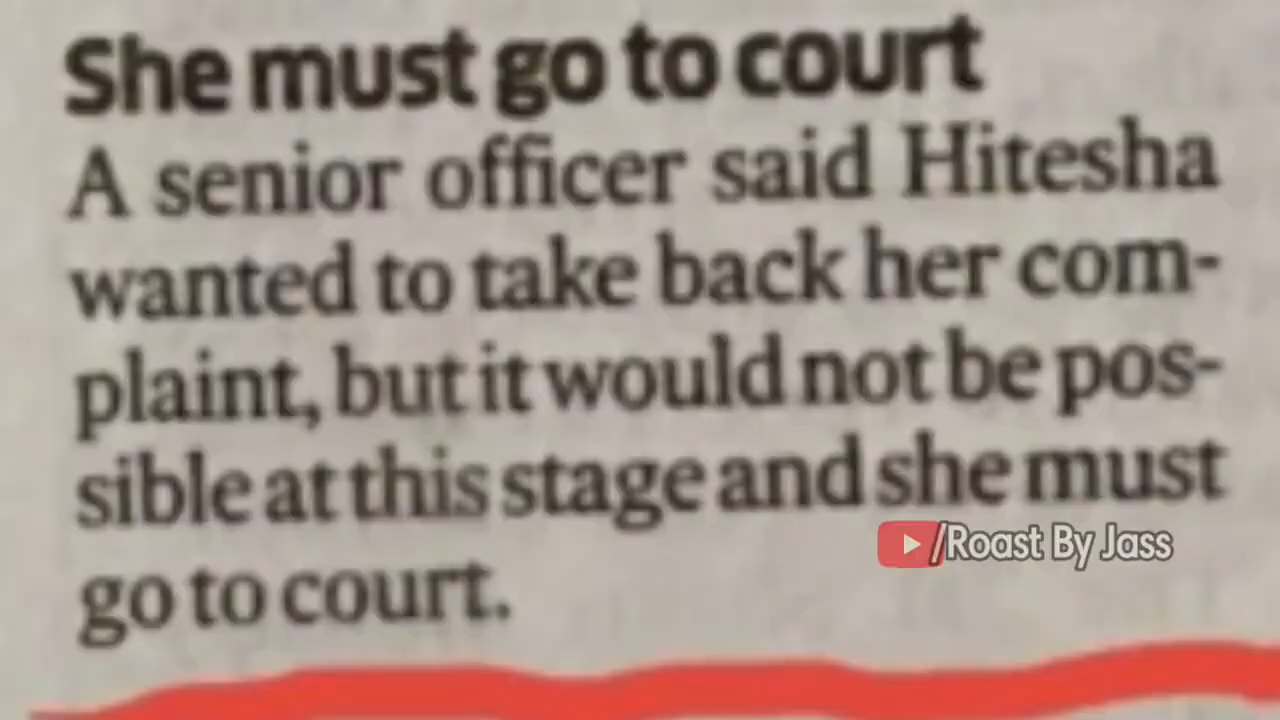 She must go to court
A senior officer said Hitesha
wanted to take back her com-
plaint, but it would not be pos-
sible at this stage and she must
/Roast By Jass
go to court.